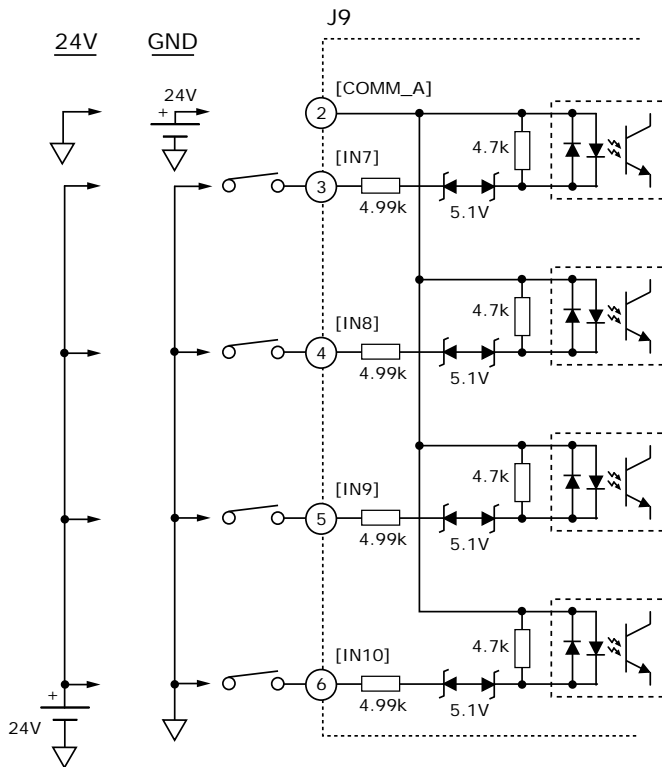 J9
24V GND
24V
[COMM_A]
2
4.7k
[IN7]
3
4.99k
5.1V
4.7k
[IN8]
4
4.99k
5.1V
4.7k
[IN9]
5
4.99k
5.1V
4.7k
[IN10]
6
4.99k
5.1V
24V
+
+